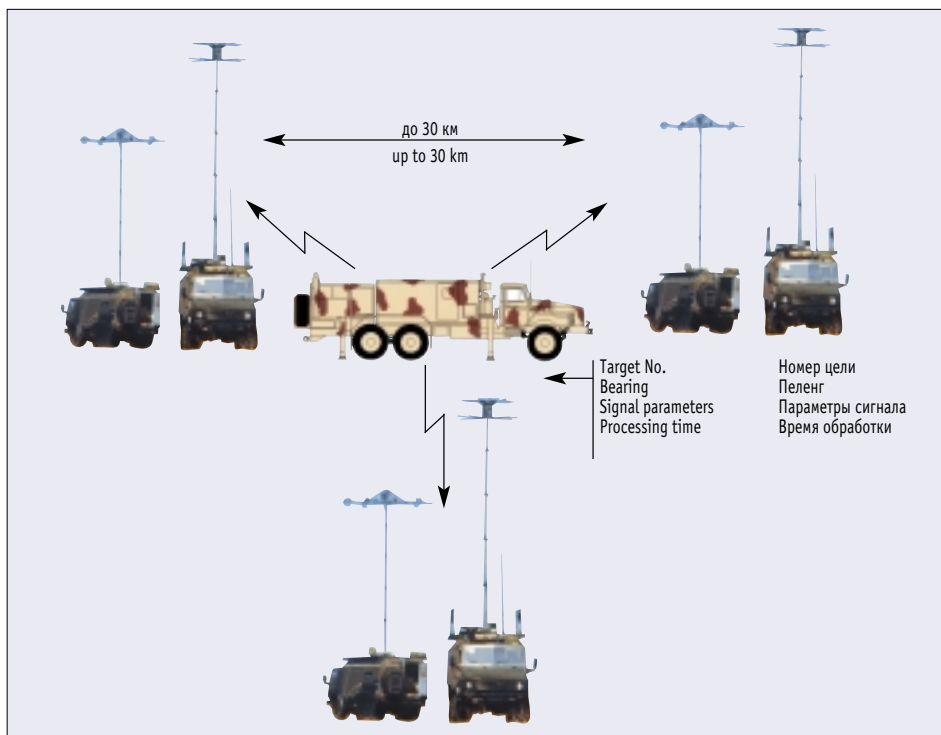 до 30 км
up to 30 km
Target No.
Bearing
Signal parameters
Processing time
Номер цели
Пеленг
Параметры сигнала
Время обработки